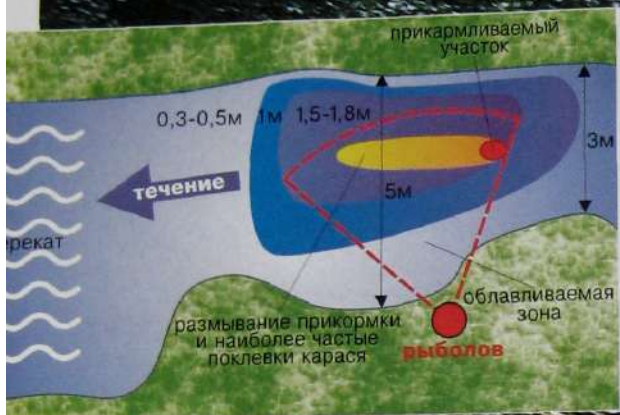 прикармливаемый
участок
0,3-0,5м 1м 1,5-1,8м
3м
течение
5м
облавливаемая
зона
размывание прикормки
и наиболее частые
поклевки карася
рыболов